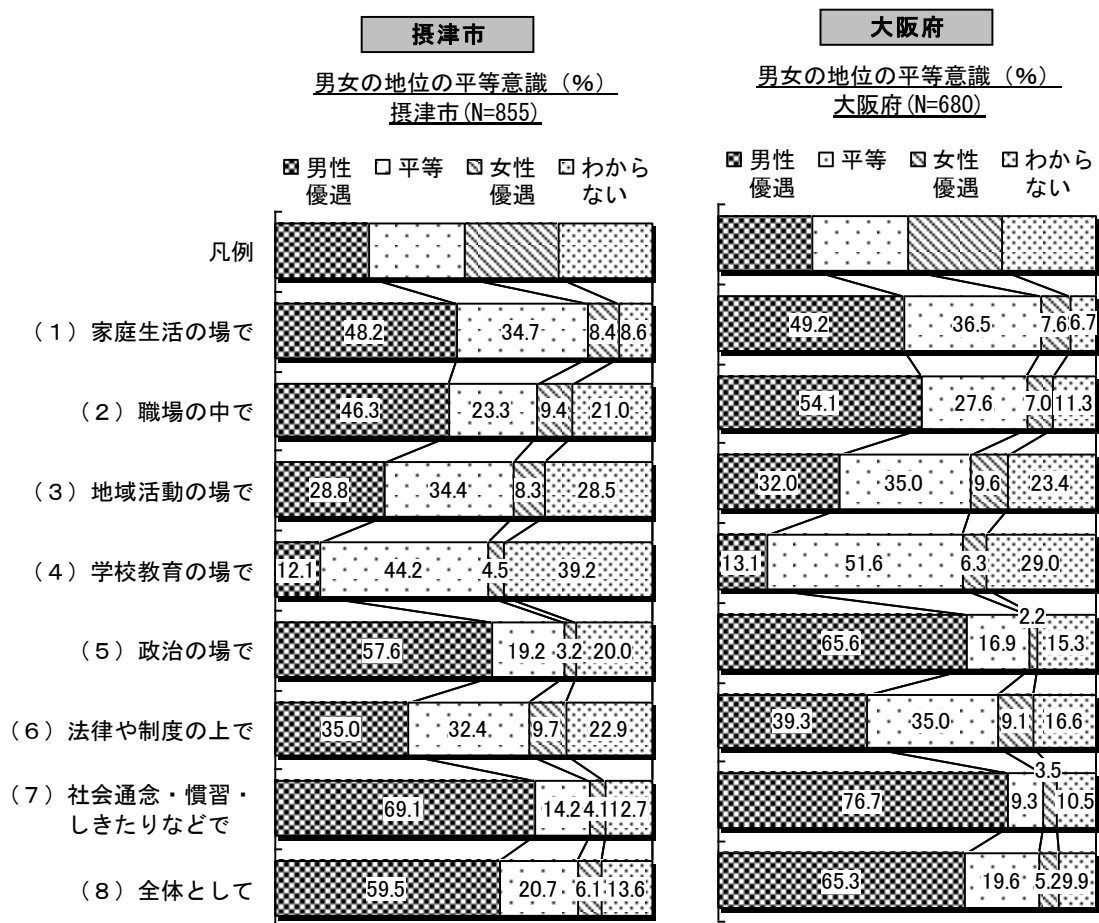 摂津市
大阪府
男女の地位の平等意識（%）
摂津市(N=855)
男女の地位の平等意識（%）
大阪府(N=680)
男性優遇 平等 女性優遇 わからない
男性優遇 平等 女性優遇 わからない
凡例
（1）家庭生活の場で 48.2 34.7 8.4 8.6 49.2 36.5 7.6 6.7
（2）職場の中で 46.3 23.3 9.4 21.0 54.1 27.6 7.0 11.3
（3）地域活動の場で 28.8 34.4 8.3 28.5 32.0 35.0 9.6 23.4
（4）学校教育の場で 12.1 44.2 4.5 39.2 13.1 51.6 6.3 29.0
（5）政治の場で 57.6 19.2 3.2 20.0 65.6 16.9 2.2 15.3
（6）法律や制度の上で 35.0 32.4 9.7 22.9 39.3 35.0 9.1 16.6
（7）社会通念・慣習・
しきたりなどで 69.1 14.2 4.1 12.7 76.7 9.3 3.5 10.5
（8）全体として 59.5 20.7 6.1 13.6 65.3 19.6 5.2 9.9